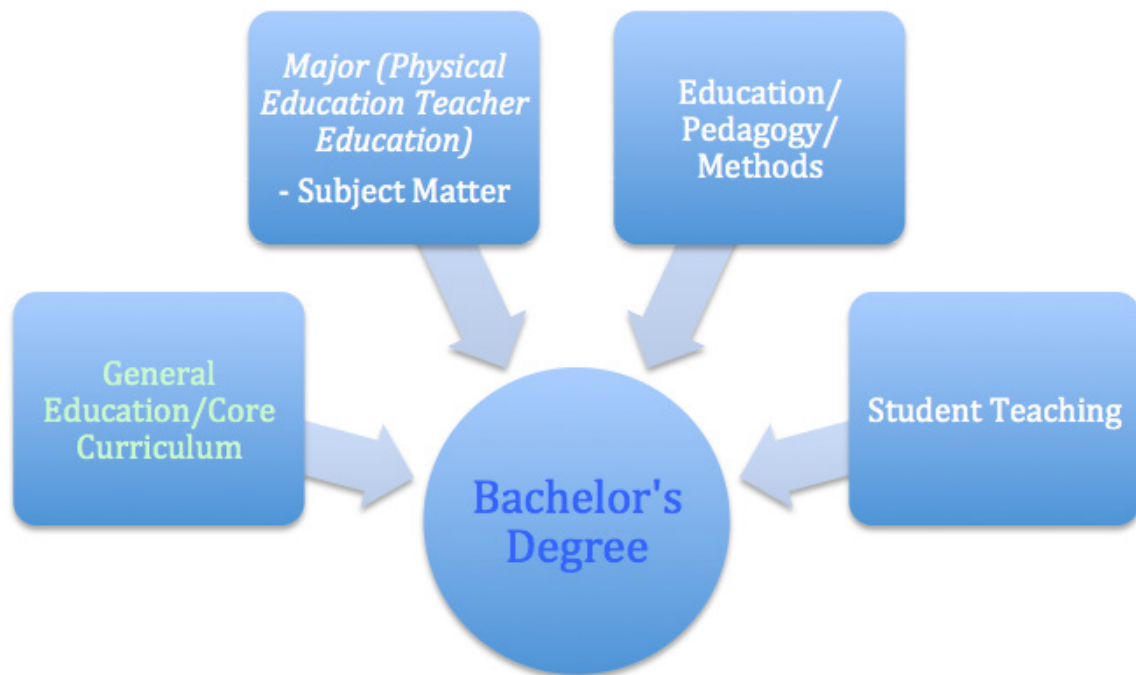 Major (Physical
Education Teacher
Education)
- Subject Matter
Education/
Pedagogy/
Methods
General
Education/Core
Curriculum
Student Teaching
Bachelor's
Degree